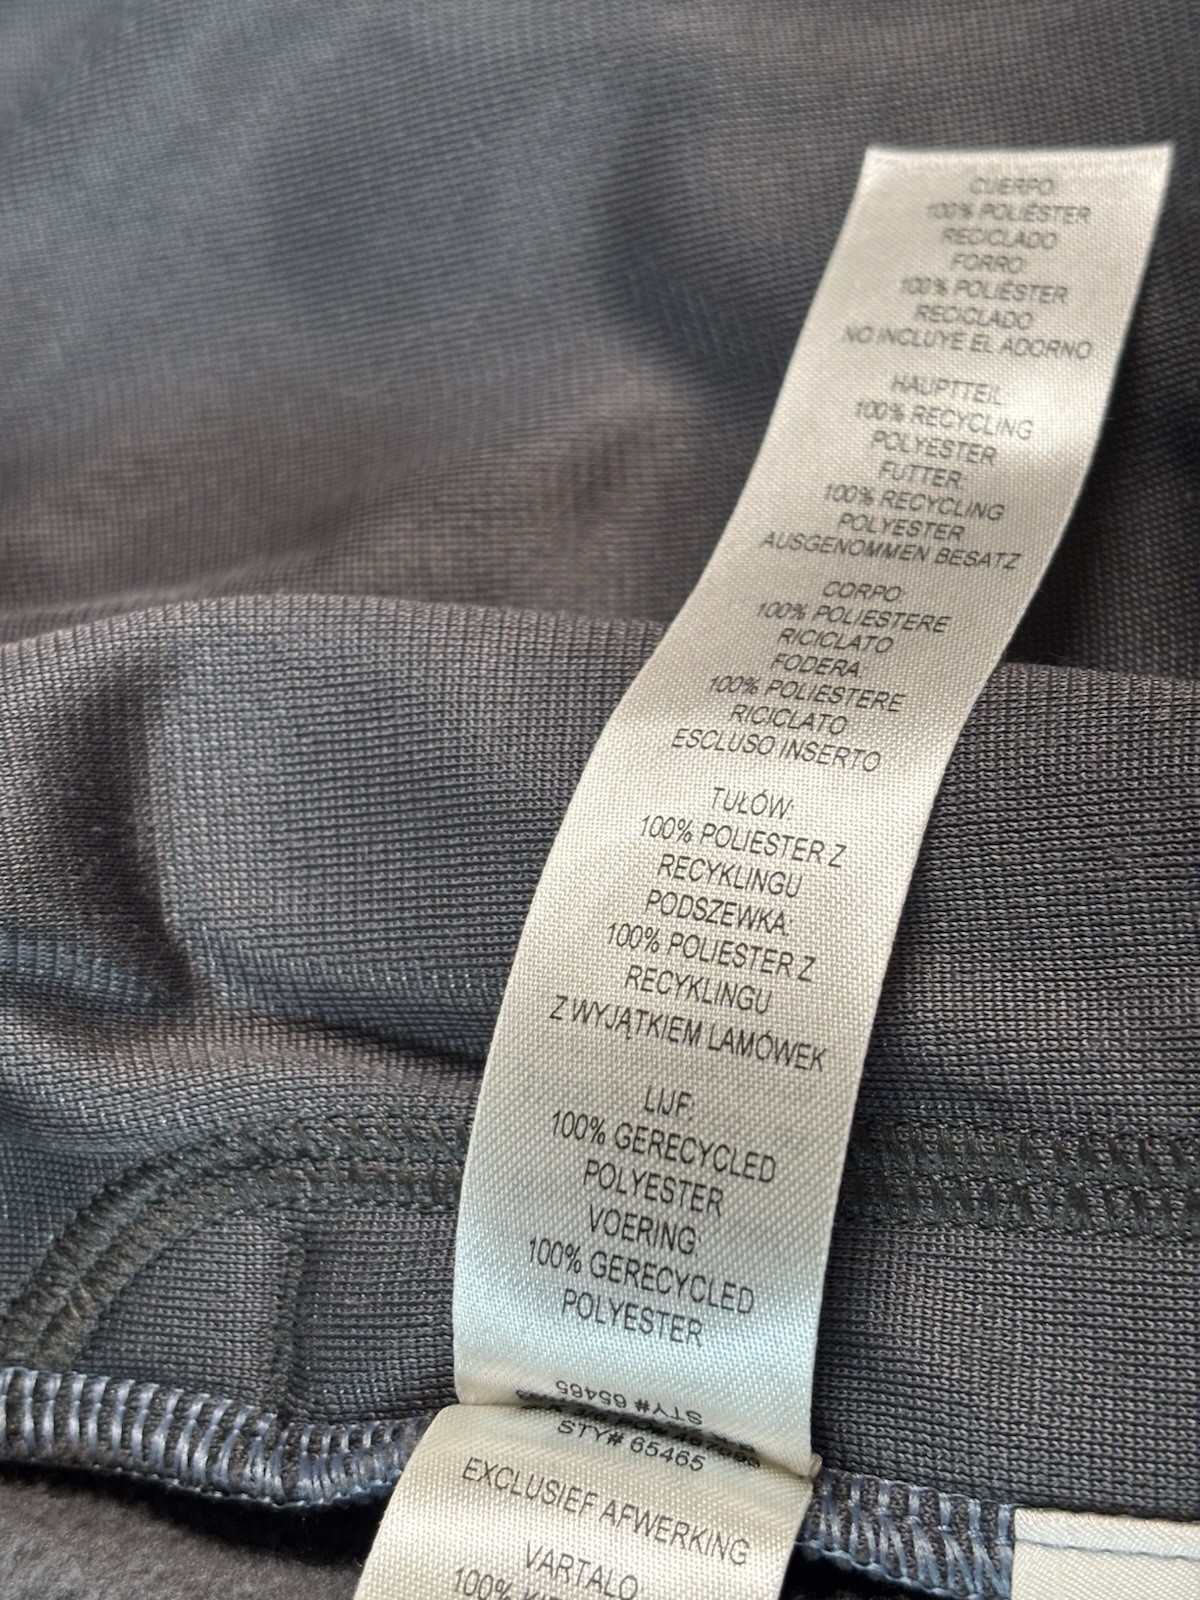 CUERPO:
100% POLIÉSTER
RECICLADO
FORRO:
100% POLIÉSTER
RECICLADO
NO INCLUYE EL ADORNO
HAUPTTEIL:
100% RECYCLING
POLYESTER
FUTTER:
100% RECYCLING
POLYESTER
AUSGENOMMEN BESATZ
CORPO:
100% POLIESTERE
RICICLATO
FODERA:
100% POLIESTERE
RICICLATO
ESCLUSO INSERTO
TUŁÓW:
100% POLIESTER Z
RECYKLINGU
PODSZEWKA:
100% POLIESTER Z
RECYKLINGU
Z WYJĄTKIEM LAMÓWEK
LIJF:
100% GERECYCLED
POLYESTER
VOERING:
100% GERECYCLED
POLYESTER
STY# 65465
STY# 65465
EXCLUSIEF AFWERKING
VARTALO:
100%